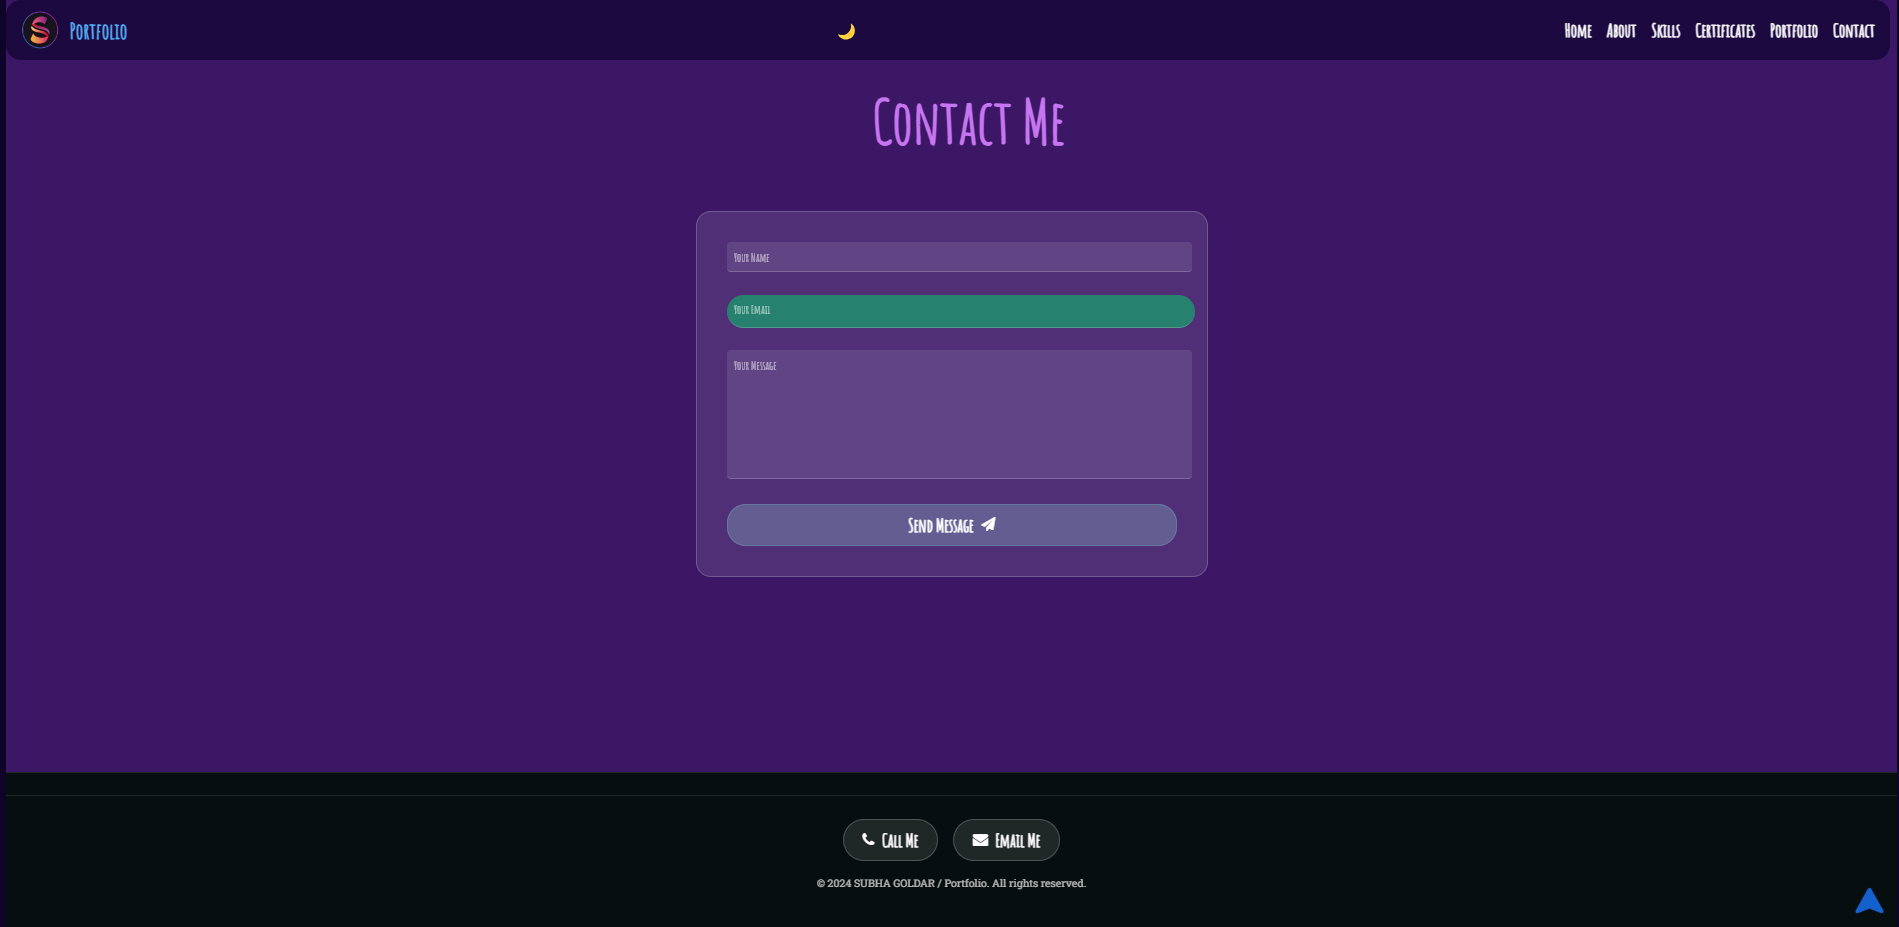 Portfolio
Home About Skills Certificates Portfolio Contact
Contact Me
Your Name
Your Email
Your Message
Send Message
Call Me Email Me
© 2024 SUBHA GOLDAR / Portfolio. All rights reserved.